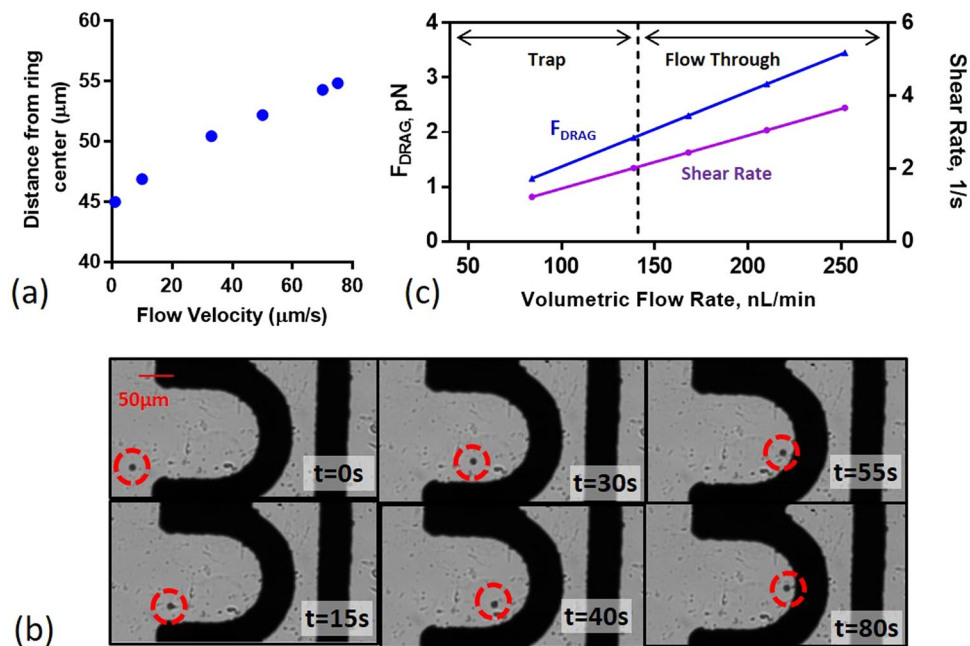 60
55
50
45
40
0
20
40
60
80
Distance from ring
center (μm)
Flow Velocity (μm/s)
(a)
4
3
2
1
0
F_DRAG, pN
Trap
Flow Through
F_DRAG
Shear Rate
6
4
2
0
Shear Rate, 1/s
50
100
150
200
250
Volumetric Flow Rate, nL/min
(c)
50μm
t=0s
t=30s
t=55s
t=15s
t=40s
t=80s
(b)